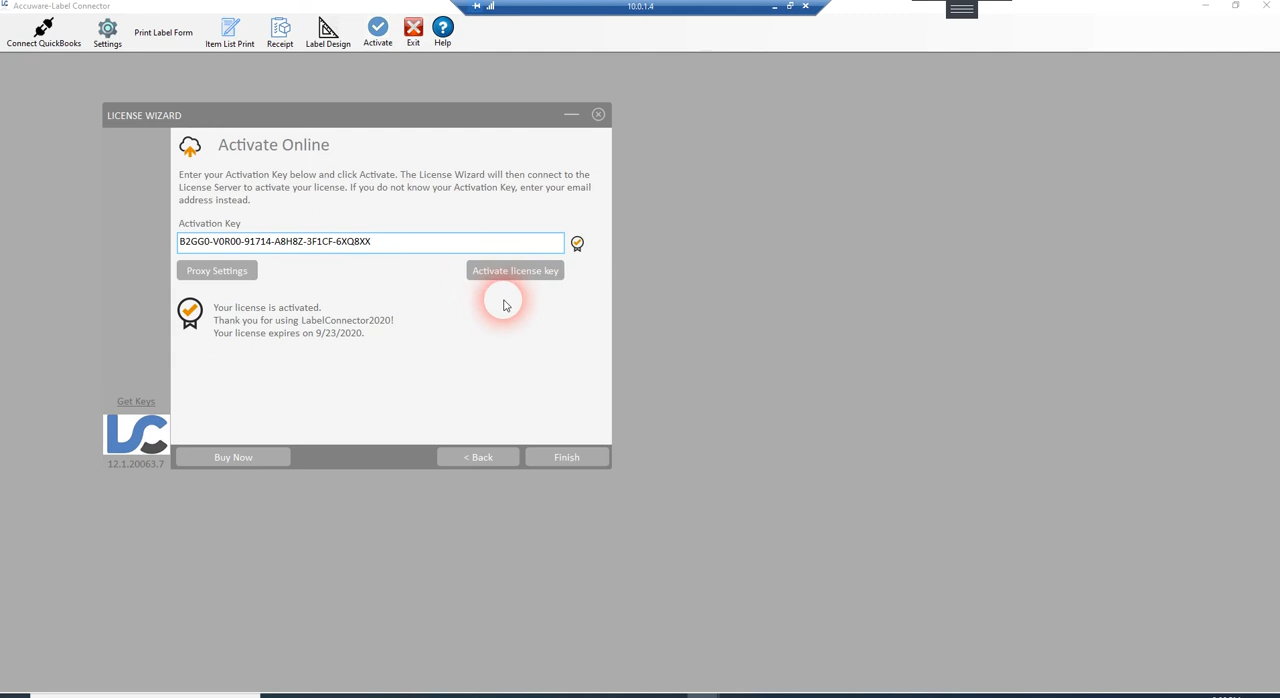 Accuware-Label Connector
10.0.1.4
Connect QuickBooks
Settings
Print Label Form
Item List Print
Receipt
Label Design
Activate
Exit
Help
LICENSE WIZARD
Activate Online
Enter your Activation Key below and click Activate. The License Wizard will then connect to the
License Server to activate your license. If you do not know your Activation Key, enter your email
address instead.
Activation Key
B2GG0-V0R00-91714-A8H8Z-3F1CF-6XQ8XX
Proxy Settings
Activate license key
Your license is activated.
Thank you for using LabelConnector2020!
Your license expires on 9/23/2020.
Get Keys
LC
12.1.20063.7
Buy Now
< Back
Finish